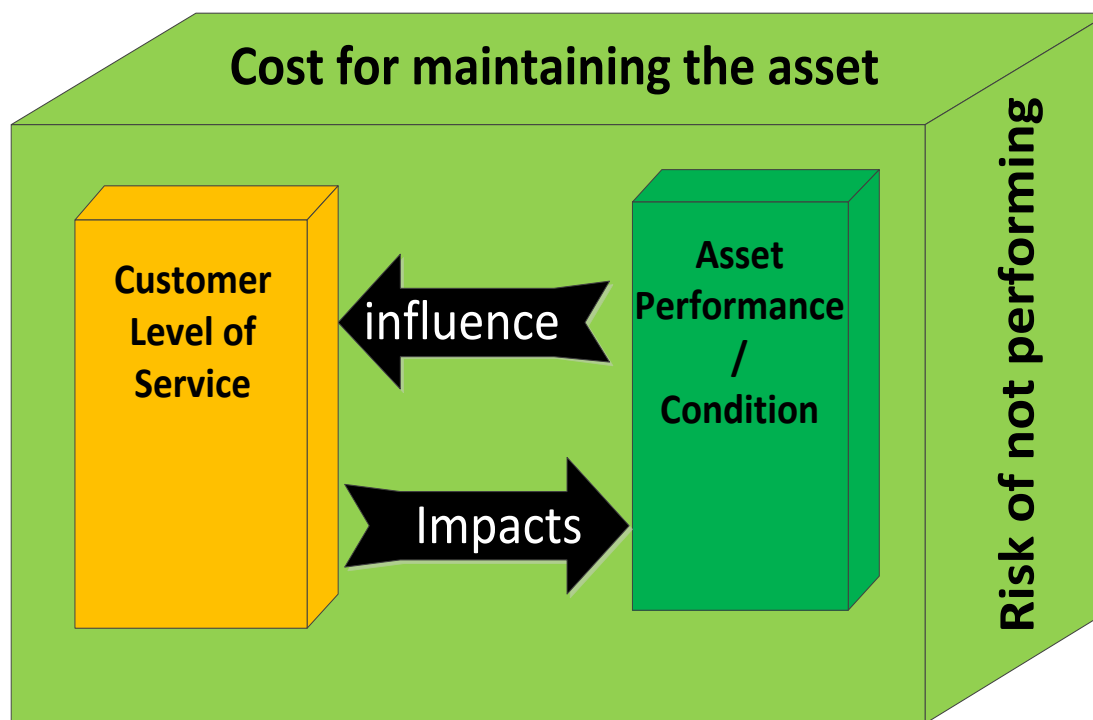 Cost for maintaining the asset
Customer
Level of
Service
influence
Impacts
Asset
Performance
/
Condition
Risk of not performing